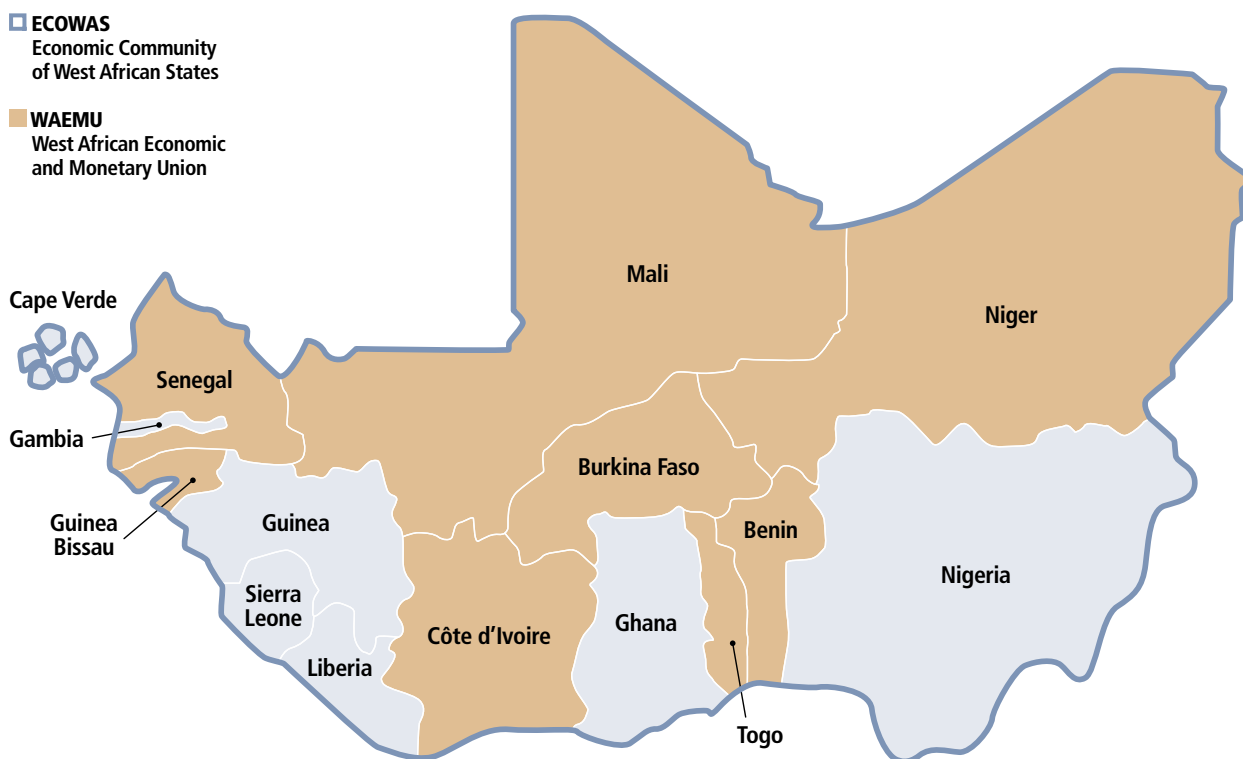 ECOWAS
Economic Community
of West African States
WAEMU
West African Economic
and Monetary Union
Mali
Niger
Cape Verde
Senegal
Gambia
Burkina Faso
Guinea
Bissau
Guinea
Benin
Nigeria
Sierra
Leone
Ghana
Côte d’Ivoire
Liberia
Togo